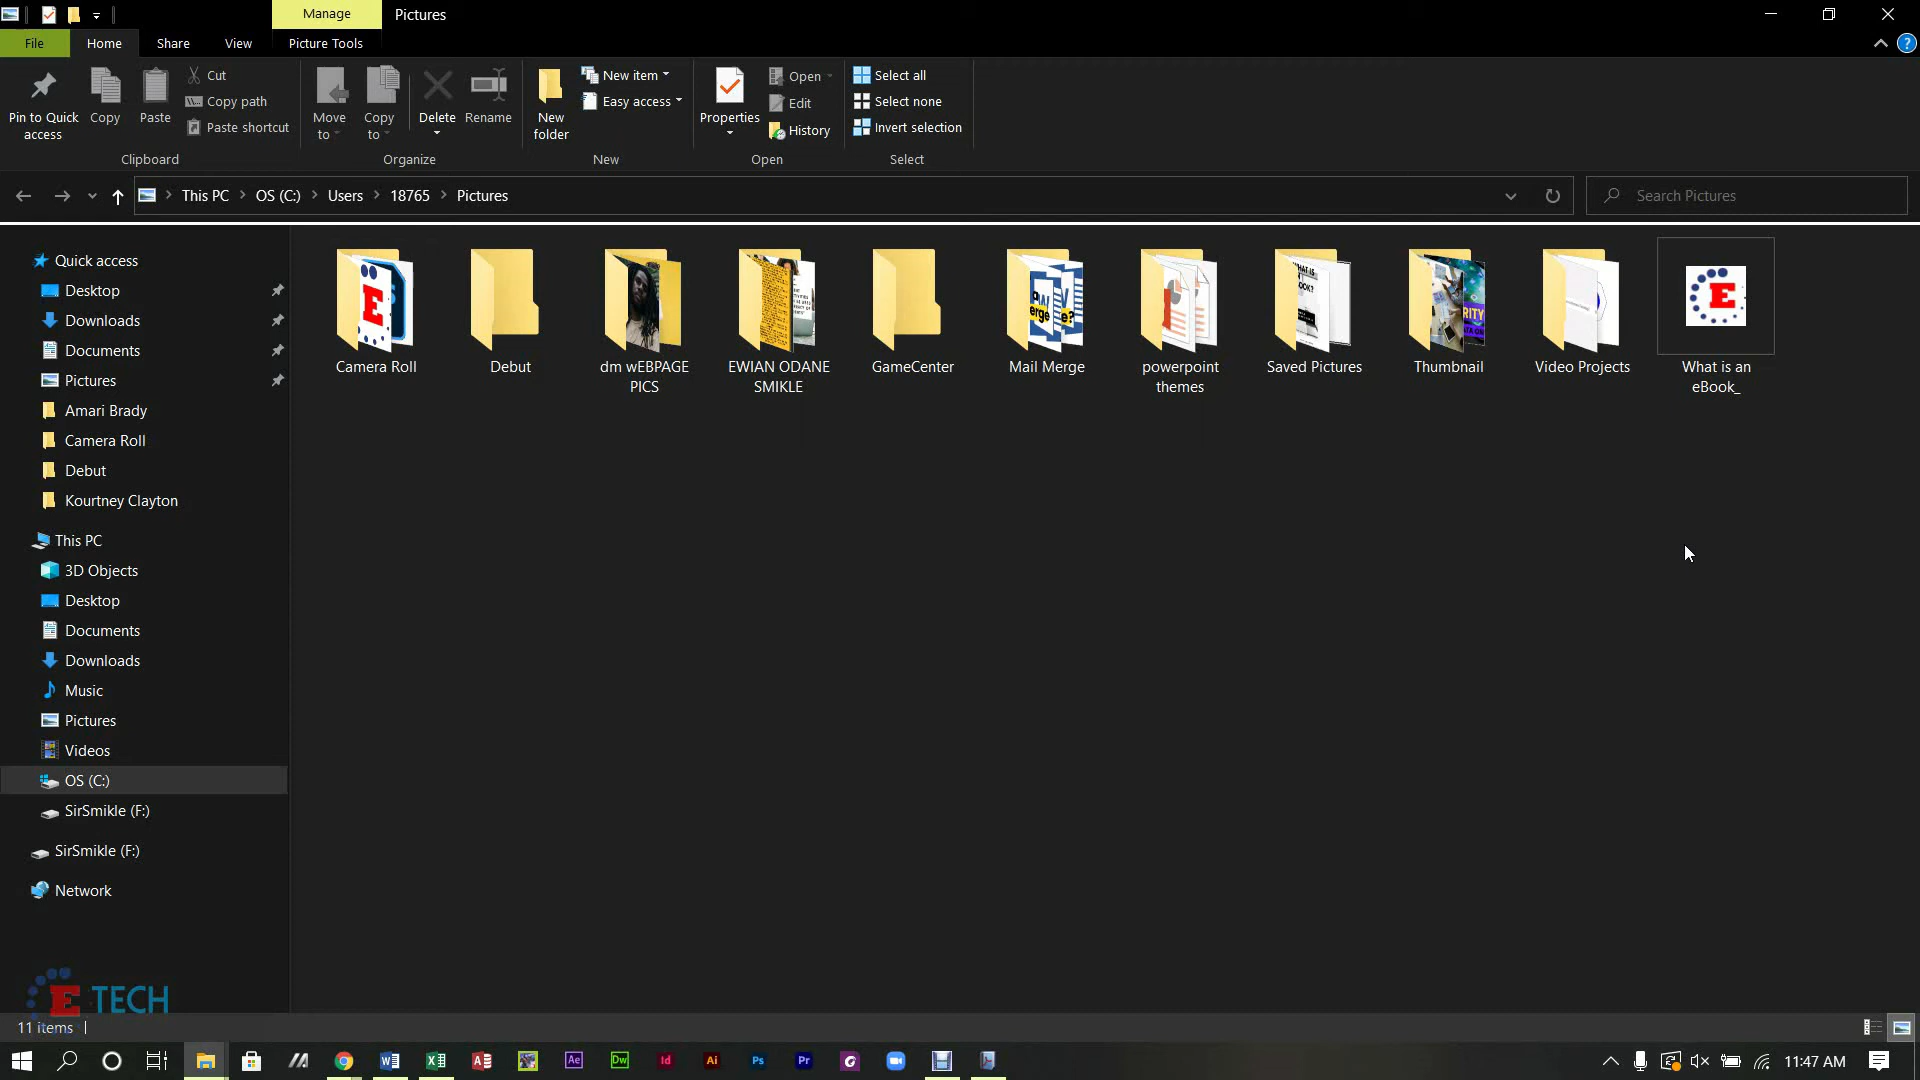 Manage
Pictures
File
Home
Share
View
Picture Tools
Pin to Quick access
Copy
Paste
Cut
Copy path
Paste shortcut
Move to
Copy to
Delete
Rename
New folder
New item
Easy access
Properties
Open
Edit
History
Select all
Select none
Invert selection
Clipboard
Organize
New
Open
Select
This PC
OS (C:)
Users
18765
Pictures
Search Pictures
Quick access
Desktop
Downloads
Documents
Pictures
Amari Brady
Camera Roll
Debut
Kourtney Clayton
This PC
3D Objects
Desktop
Documents
Downloads
Music
Pictures
Videos
OS (C:)
SirSmikle (F:)
SirSmikle (F:)
Network
Camera Roll
Debut
dm wEBPAGE
PICS
EWIAN ODANE
SMIKLE
GameCenter
Mail Merge
powerpoint
themes
Saved Pictures
Thumbnail
Video Projects
What is an
eBook_
E TECH
11 items
11:47 AM